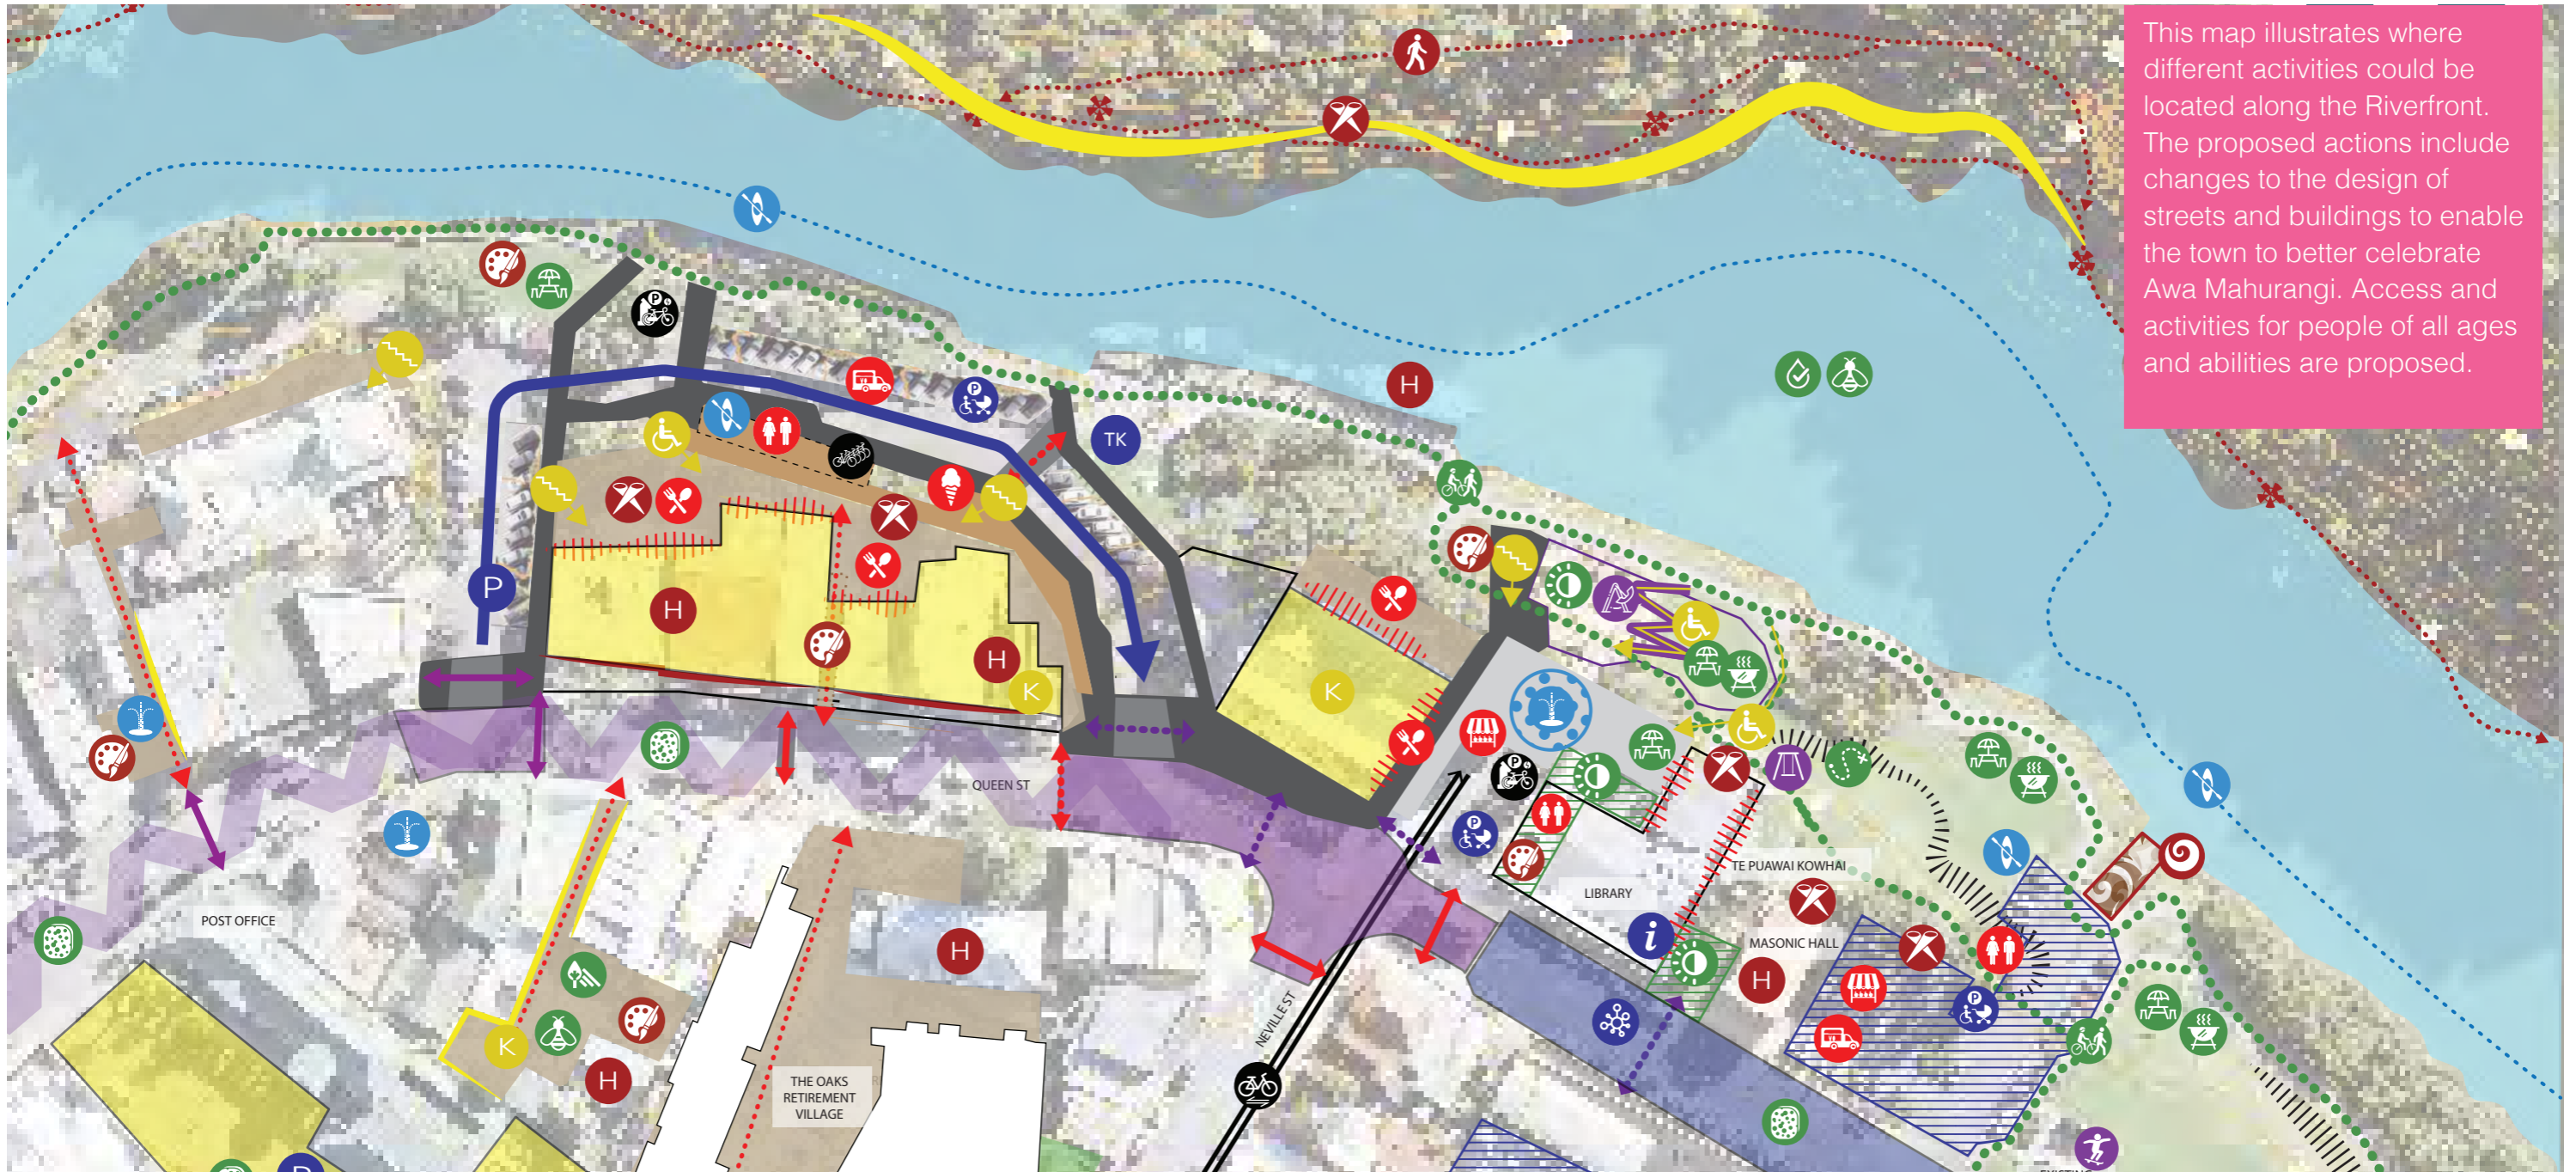 This map illustrates where
different activities could be
located along the Riverfront.
The proposed actions include
changes to the design of
streets and buildings to enable
the town to better celebrate
Awa Mahurangi. Access and
activities for people of all ages
and abilities are proposed.
P
H
P
TK
P
H
H
K
K
QUEEN ST
P
P
TE PUAWAI KOWHAI
LIBRARY
POST OFFICE
i
MASONIC HALL
H
H
P
NEVILLE ST
K
H
THE OAKS
RETIREMENT
VILLAGE